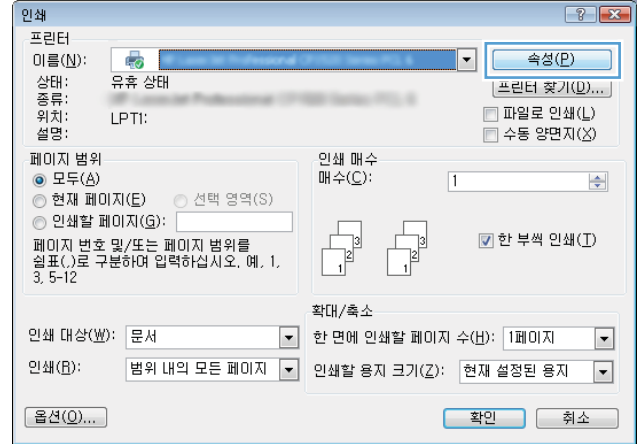 인쇄
프린터
이름(N): 속성(P)
상태: 유휴 상태 프린터 찾기(D)...
종류:
위치: LPT1: 파일로 인쇄(L)
설명: 수동 양면지(X)
페이지 범위
모두(A)
현재 페이지(E) 선택 영역(S)
인쇄할 페이지(G):
페이지 번호 및/또는 페이지 범위를
쉼표(,)로 구분하여 입력하십시오. 예, 1,
3, 5-12
인쇄 매수
매수(C): 1
3 3
2 2
1 1
한 부씩 인쇄(T)
인쇄 대상(W): 문서
인쇄(R): 범위 내의 모든 페이지
확대/축소
한 면에 인쇄할 페이지 수(H): 1페이지
인쇄할 용지 크기(Z): 현재 설정된 용지
옵션(O)... 확인 취소